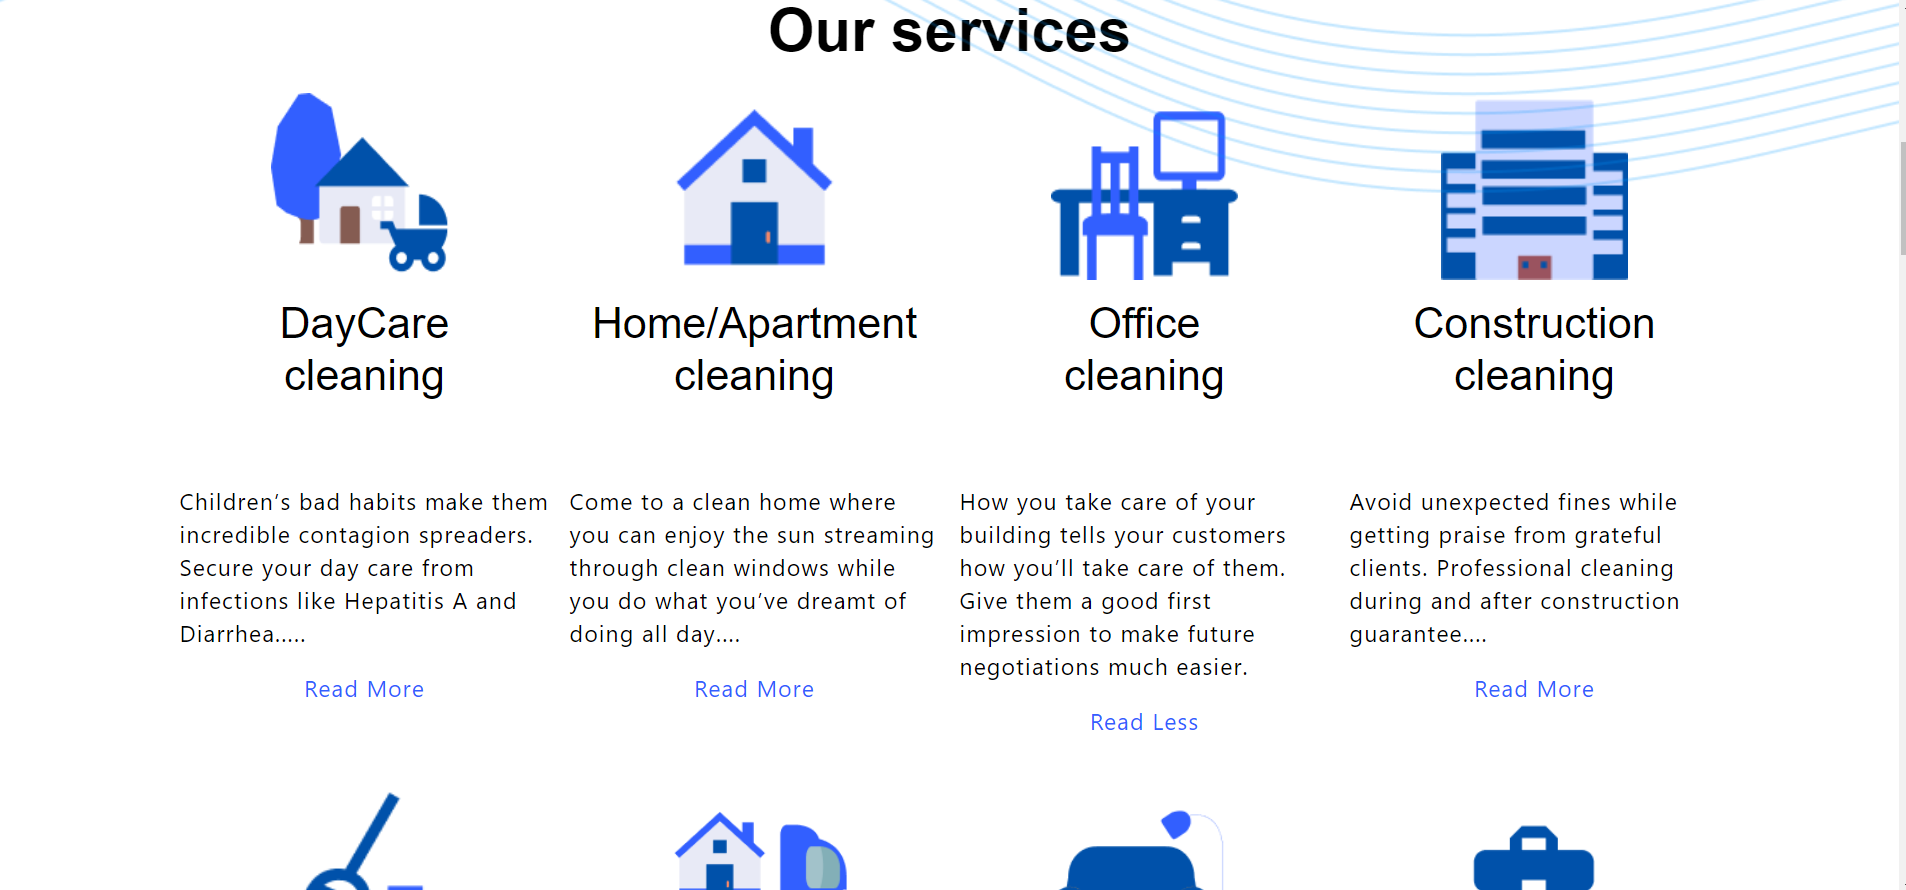 Our services
DayCare
cleaning
Home/Apartment
cleaning
Office
cleaning
Construction
cleaning
Children’s bad habits make them
incredible contagion spreaders.
Secure your day care from
infections like Hepatitis A and
Diarrhea.....
Read More
Come to a clean home where
you can enjoy the sun streaming
through clean windows while
you do what you’ve dreamt of
doing all day....
Read More
How you take care of your
building tells your customers
how you’ll take care of them.
Give them a good first
impression to make future
negotiations much easier.
Read Less
Avoid unexpected fines while
getting praise from grateful
clients. Professional cleaning
during and after construction
guarantee....
Read More